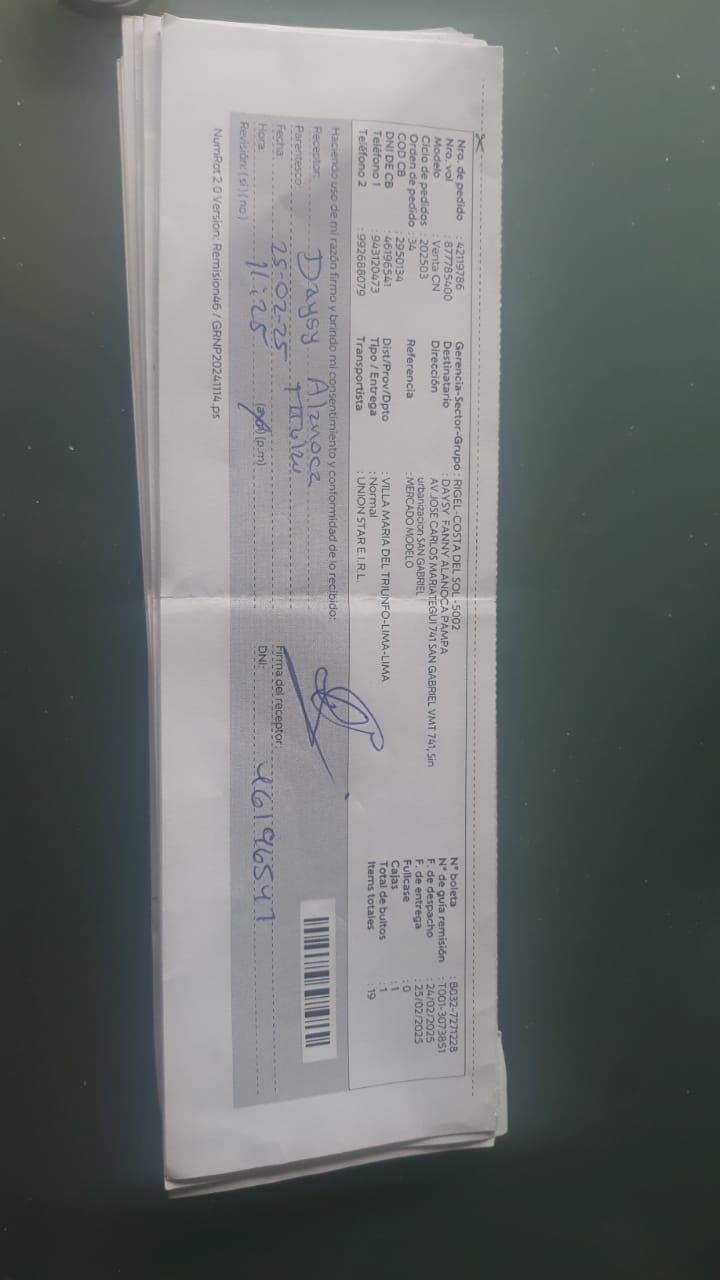 Nro. de pedido : 42119786
Nro. vol : 877785400
Modelo : Venta CN
Ciclo de pedidos : 202503
Orden de pedido : 34
COD CB : 2950134
DNI DE CB : 46196541
Teléfono 1 : 943120473
Teléfono 2 : 992688079
Gerencia-Sector-Grupo : RIGEL-COSTA DEL SOL-5002
Destinatario : DAYSY FANNY ALANOCA PAMPA
Dirección : AV JOSE CARLOS MARIATEGUI 741 SAN GABRIEL VMT 741, Sin
urbanizacion SAN GABRIEL
Referencia : MERCADO MODELO
Dist/Prov/Dpto : VILLA MARIA DEL TRIUNFO-LIMA-LIMA
Tipo / Entrega : Normal
Transportista : UNION STAR E.I.R.L.
N° boleta : B032-7271228
N° de guía remisión : T001-3073851
F. de despacho : 24/02/2025
F. de entrega : 25/02/2025
Fullcase : 0
Cajas : 1
Total de bultos : 1
Items totales : 19
Haciendo uso de mi razón firmo y brindo mi consentimiento y conformidad de lo recibido:
Receptor: Daysy Alanoca
Parentesco:
Fecha: 25-02-25
Hora: 11:25 (a.m) (p.m)
Revisión: (si) (no)
Firma del receptor:
DNI: 46196541
NumRot 2.0 Version: Remision46 / GRNP20241114.ps